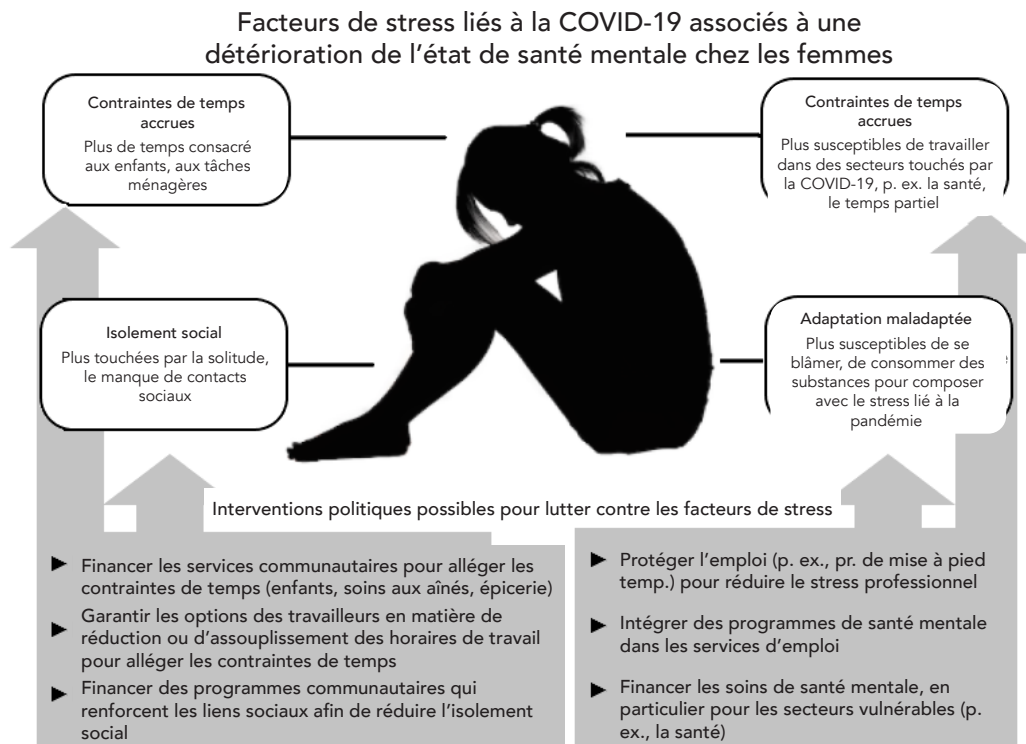 Facteurs de stress liés à la COVID-19 associés à une
détérioration de l'état de santé mentale chez les femmes
Contraintes de temps
accrues
Plus de temps consacré
aux enfants, aux tâches
ménagères
Contraintes de temps
accrues
Plus susceptibles de travailler
dans des secteurs touchés par
la COVID-19, p. ex. la santé,
le temps partiel
Isolement social
Plus touchées par la solitude,
le manque de contacts
sociaux
Adaptation maladaptée
Plus susceptibles de se
blâmer, de consommer des
substances pour composer
avec le stress lié à la
pandémie
Interventions politiques possibles pour lutter contre les facteurs de stress
► Financer les services communautaires pour alléger les
contraintes de temps (enfants, soins aux aînés, épicerie)
► Garantir les options des travailleurs en matière de
réduction ou d'assouplissement des horaires de travail
pour alléger les contraintes de temps
► Financer des programmes communautaires qui
renforcent les liens sociaux afin de réduire l'isolement
social
► Protéger l'emploi (p. ex., pr. de mise à pied
temp.) pour réduire le stress professionnel
► Intégrer des programmes de santé mentale
dans les services d'emploi
► Financer les soins de santé mentale, en
particulier pour les secteurs vulnérables (p.
ex., la santé)